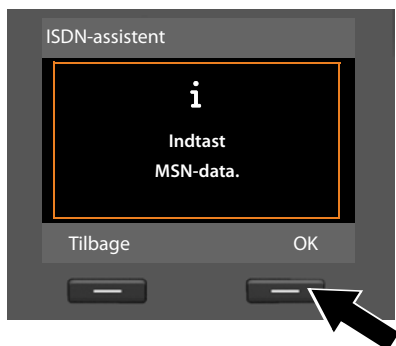 ISDN-assistent
i
Indtast
MSN-data.
Tilbage OK